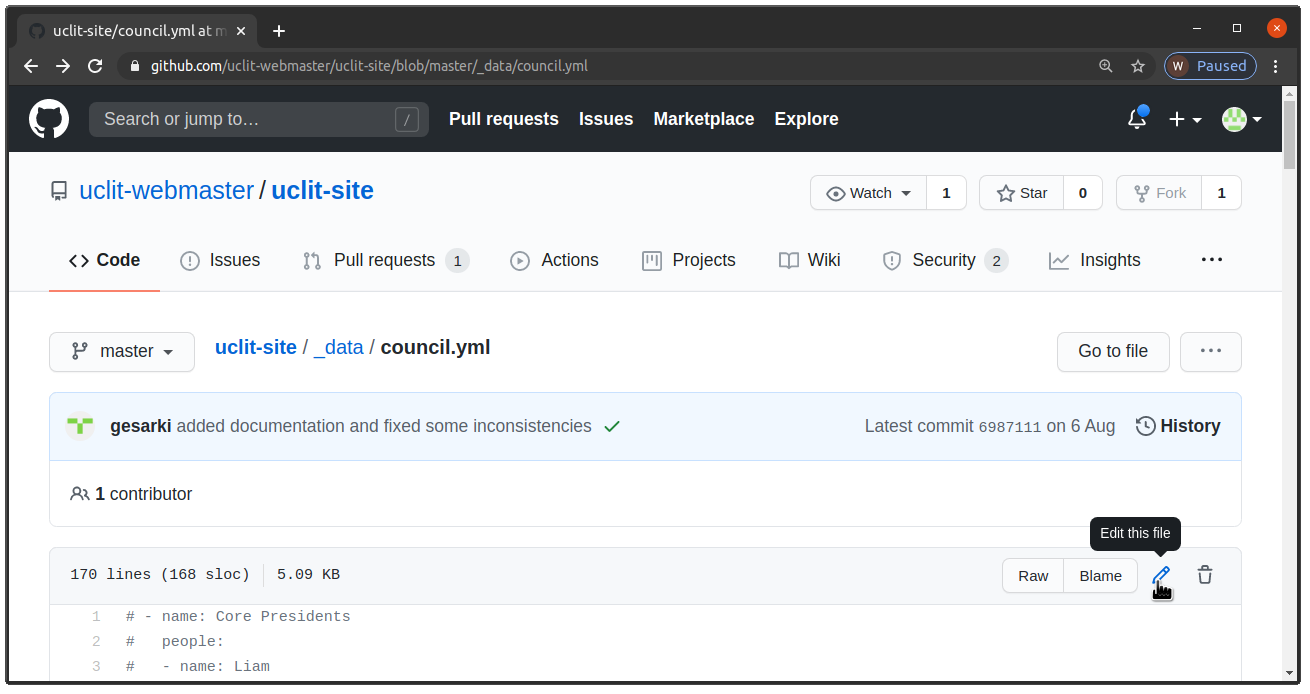 uclit-site/council.yml at m
github.com/uclit-webmaster/uclit-site/blob/master/_data/council.yml
W Paused
Search or jump to… /
Pull requests Issues Marketplace Explore
uclit-webmaster / uclit-site
Watch 1 Star 0 Fork 1
Code Issues Pull requests 1 Actions Projects Wiki Security 2 Insights
master uclit-site / _data / council.yml Go to file
gesarki added documentation and fixed some inconsistencies Latest commit 6987111 on 6 Aug History
1 contributor
Edit this file
170 lines (168 sloc) 5.09 KB Raw Blame
1 # - name: Core Presidents
2 #   people:
3 #   - name: Liam